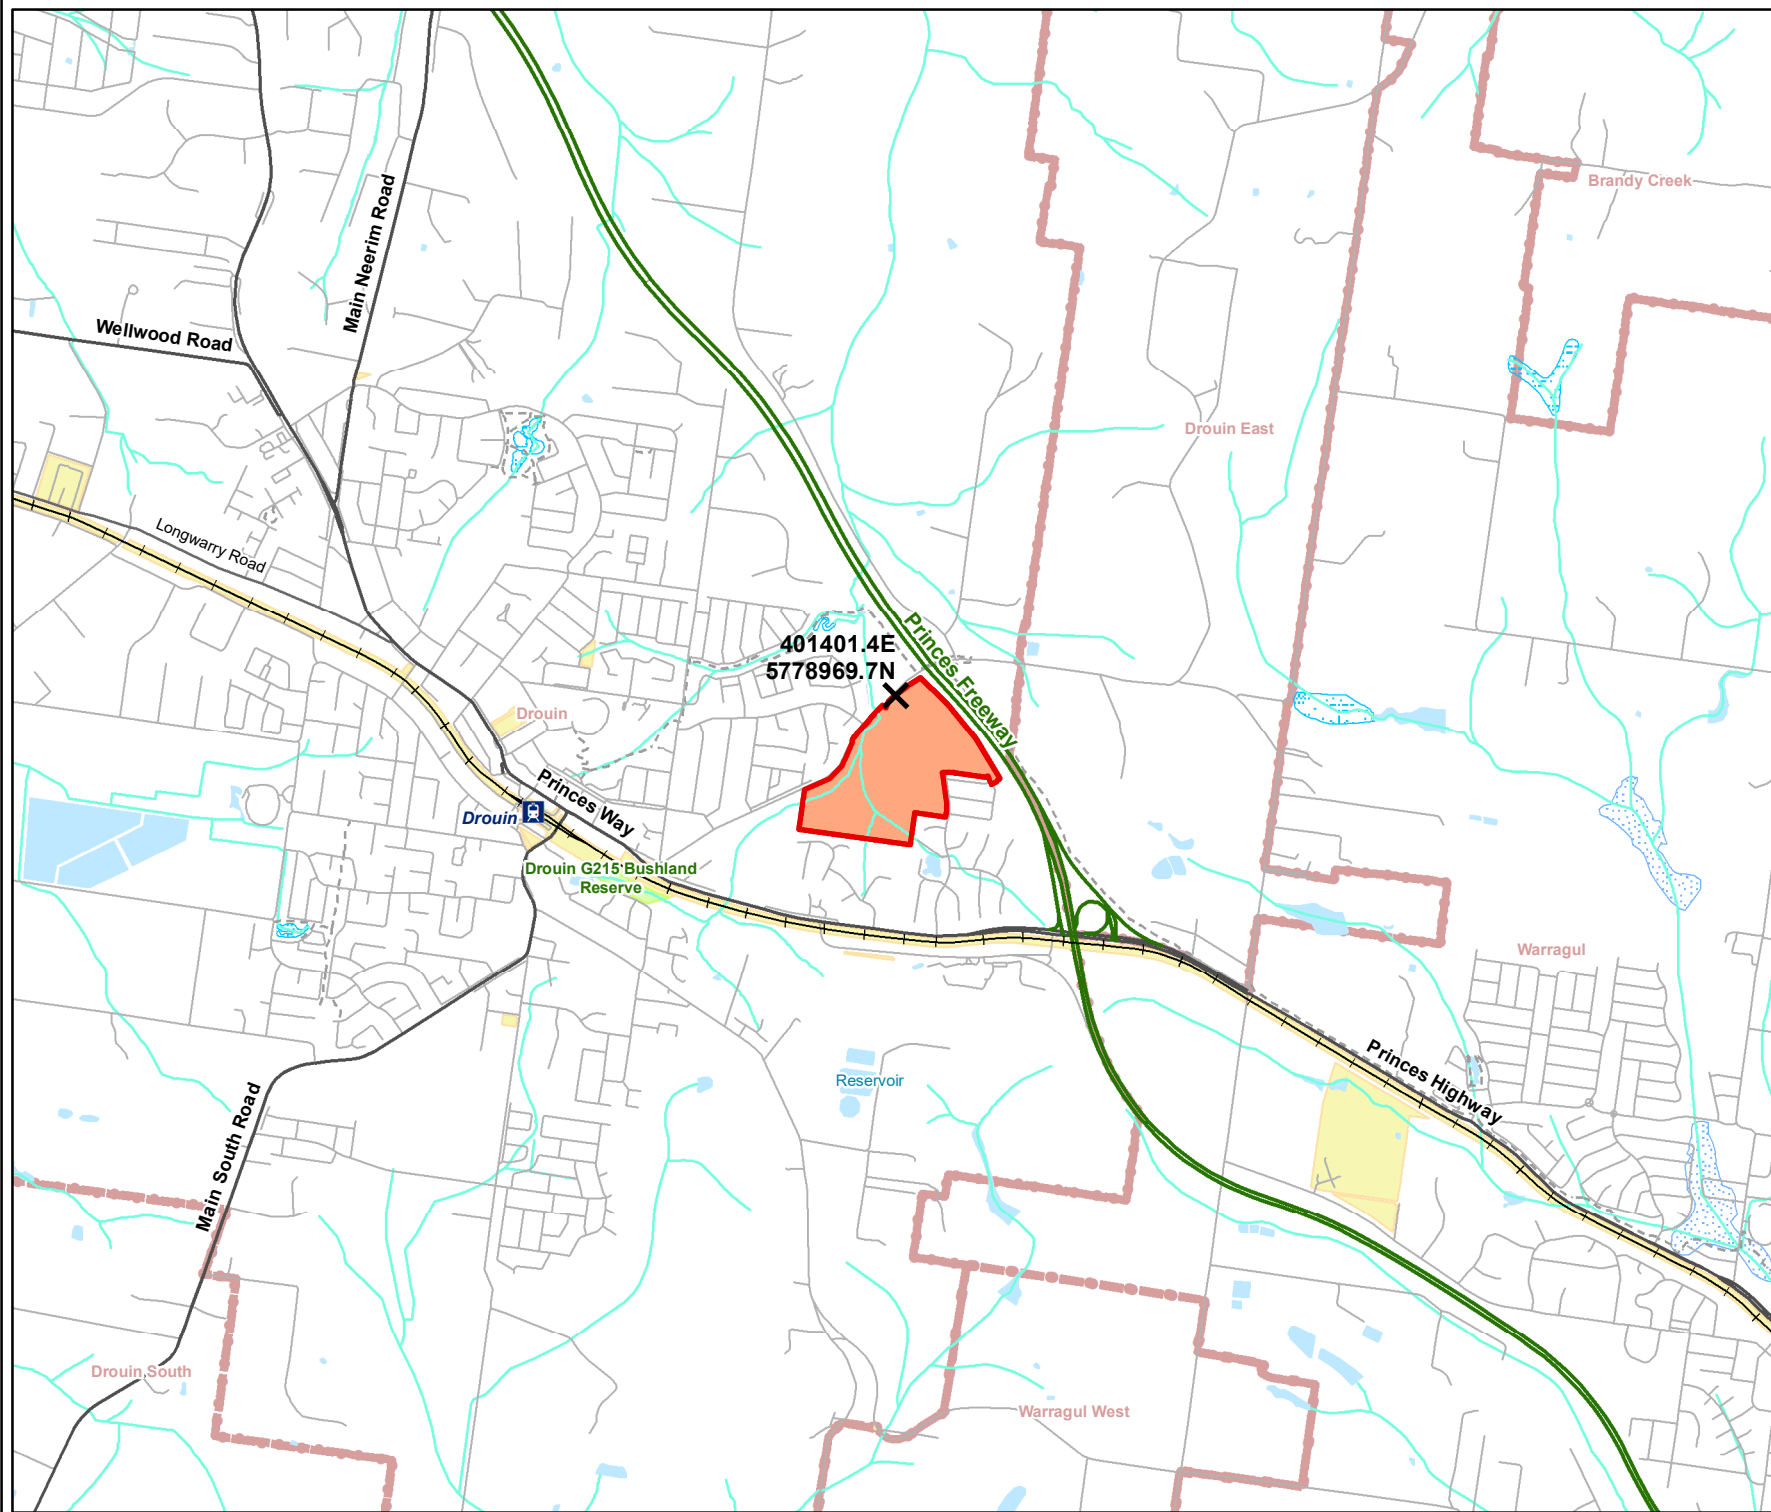 Brandy Creek
Main Neerim Road
Wellwood Road
Drouin East
Longwarry Road
Princes Freeway
401401.4E
5778969.7N
Drouin
Princes Way
Drouin
Drouin G215 Bushland
Reserve
Warragul
Princes Highway
Reservoir
Main South Road
Drouin South
Warragul West